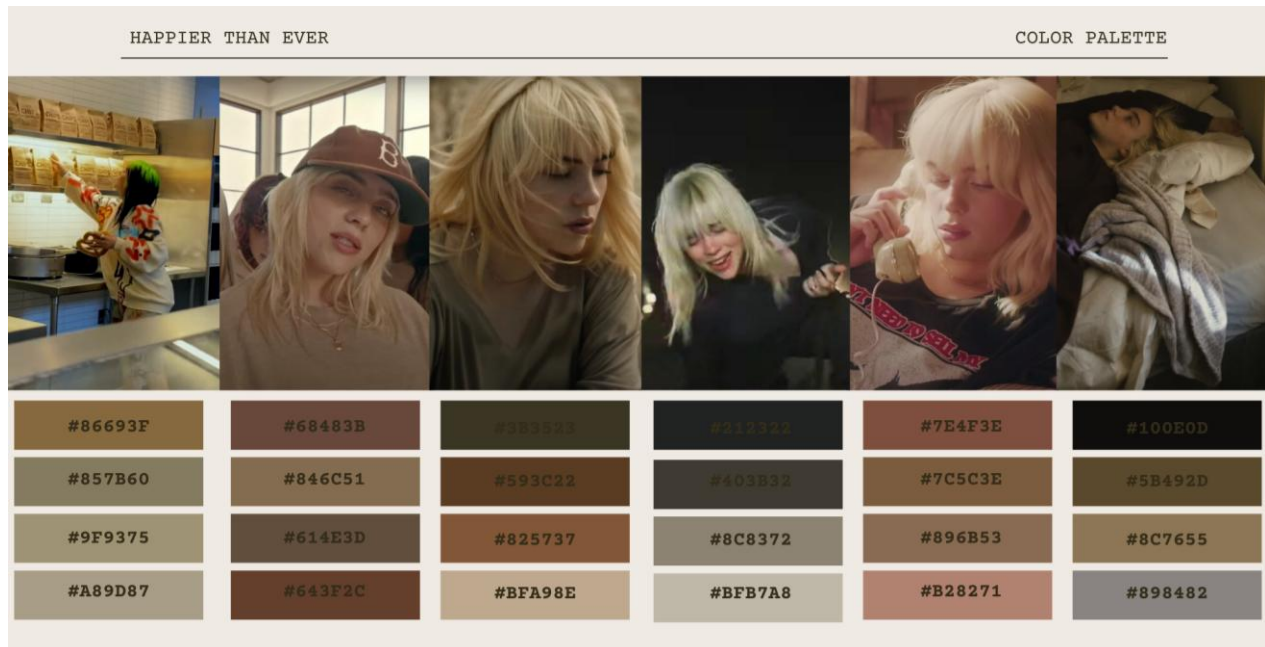 HAPPIER THAN EVER
COLOR PALETTE
B
#86693F
#68483B
#3B3523
#212322
#7E4F3E
#100E0D
#857B60
#846C51
#593C22
#403B32
#7C5C3E
#5B492D
#9F9375
#614E3D
#825737
#8C8372
#896B53
#8C7655
#A89D87
#643F2C
#BFA98E
#BFB7A8
#B28271
#898482